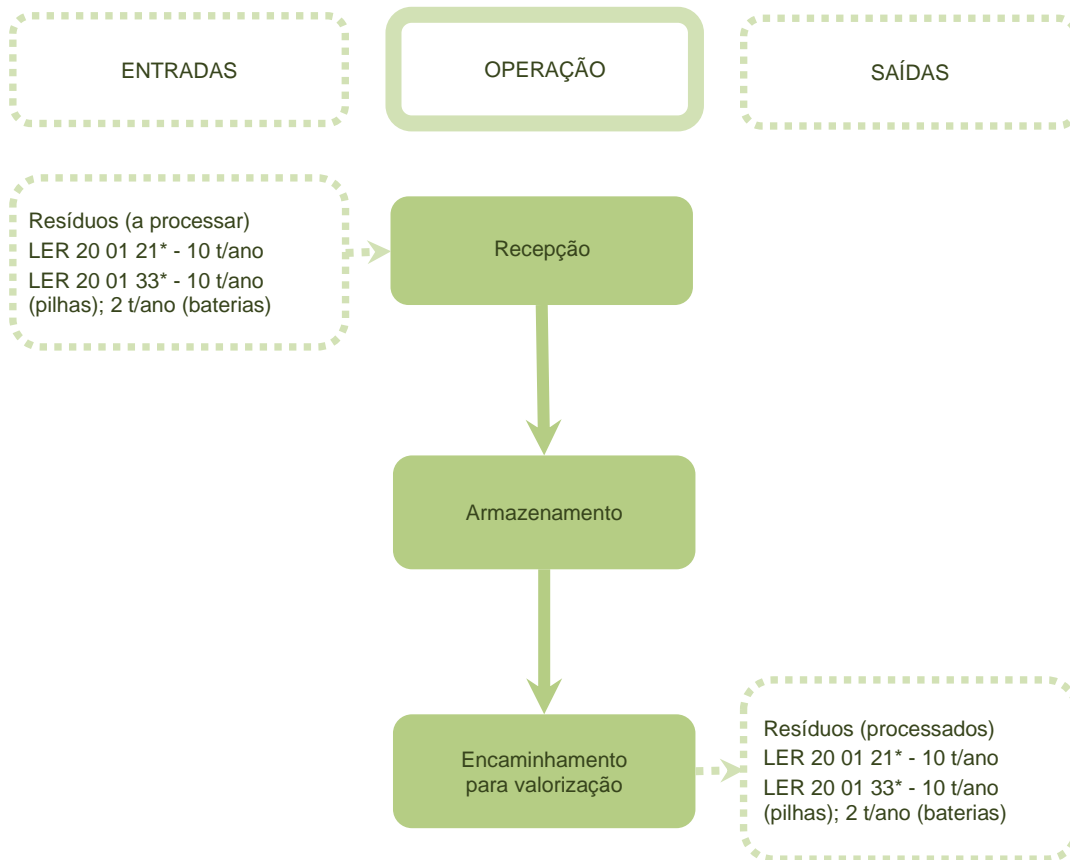 ENTRADAS
OPERAÇÃO
SAÍDAS
Resíduos (a processar)
LER 20 01 21* - 10 t/ano
LER 20 01 33* - 10 t/ano
(pilhas); 2 t/ano (baterias)
Recepção
Armazenamento
Encaminhamento
para valorização
Resíduos (processados)
LER 20 01 21* - 10 t/ano
LER 20 01 33* - 10 t/ano
(pilhas); 2 t/ano (baterias)